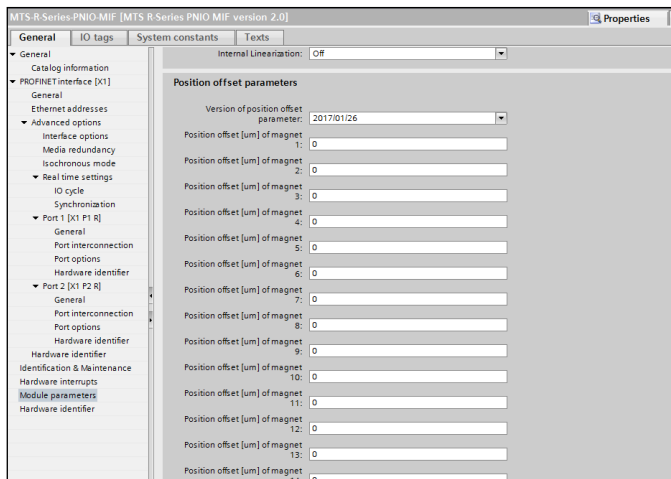 MTS-R-Series-PNIO-MIF [MTS R-Series PNIO MIF version 2.0]
Properties
General
IO tags
System constants
Texts
General
Catalog information
PROFINET interface [X1]
General
Ethernet addresses
Advanced options
Interface options
Media redundancy
Isochronous mode
Real time settings
IO cycle
Synchronization
Port 1 [X1 P1 R]
General
Port interconnection
Port options
Hardware identifier
Port 2 [X1 P2 R]
General
Port interconnection
Port options
Hardware identifier
Hardware identifier
Identification & Maintenance
Hardware interrupts
Module parameters
Hardware identifier
Internal Linearization: Off
Position offset parameters
Version of position offset
parameter: 2017/01/26
Position offset [um] of magnet
1: 0
Position offset [um] of magnet
2: 0
Position offset [um] of magnet
3: 0
Position offset [um] of magnet
4: 0
Position offset [um] of magnet
5: 0
Position offset [um] of magnet
6: 0
Position offset [um] of magnet
7: 0
Position offset [um] of magnet
8: 0
Position offset [um] of magnet
9: 0
Position offset [um] of magnet
10: 0
Position offset [um] of magnet
11: 0
Position offset [um] of magnet
12: 0
Position offset [um] of magnet
13: 0
Position offset [um] of magnet